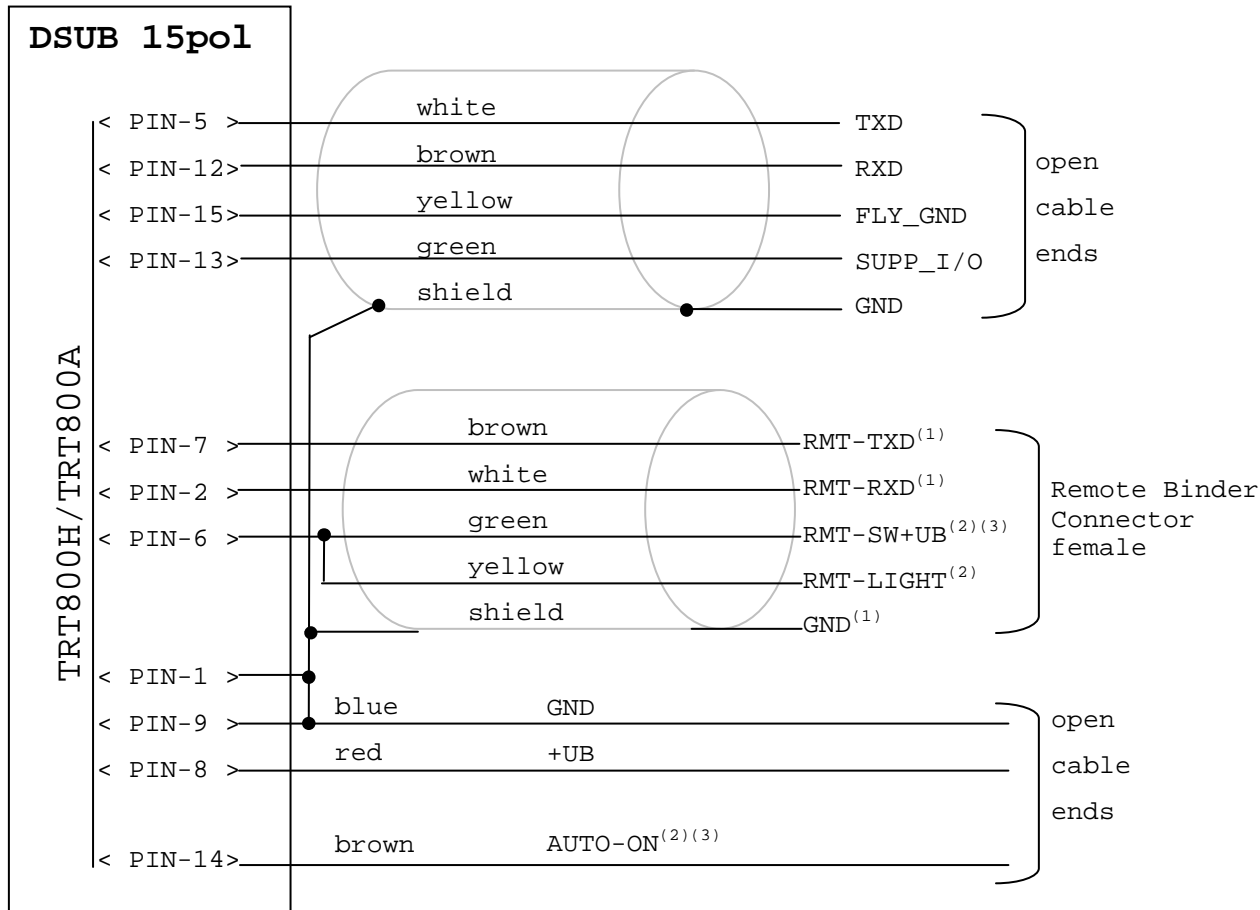 DSUB 15pol
TRT800H/TRT800A
< PIN-5 > white TXD
< PIN-12> brown RXD
< PIN-15> yellow FLY_GND
< PIN-13> green SUPP_I/O
shield GND
open
cable
ends
< PIN-7 > brown RMT-TXD(1)
< PIN-2 > white RMT-RXD(1)
< PIN-6 > green RMT-SW+UB(2)(3)
yellow RMT-LIGHT(2)
shield GND(1)
Remote Binder
Connector
female
< PIN-1 >
< PIN-9 > blue GND
< PIN-8 > red +UB
< PIN-14> brown AUTO-ON(2)(3)
open
cable
ends